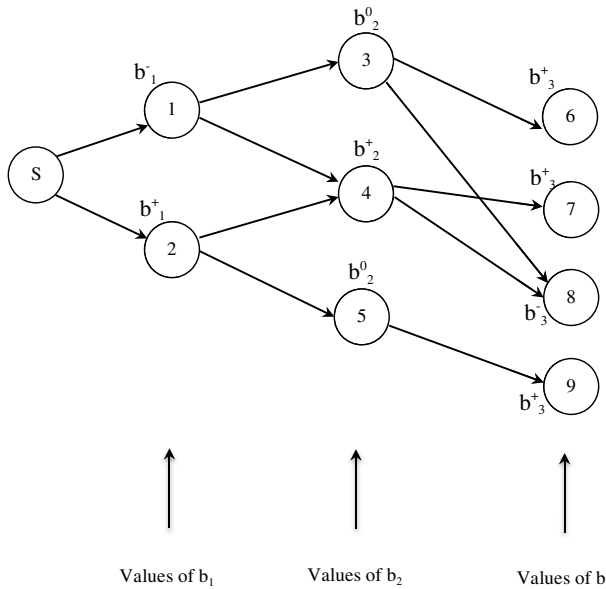 b⁰₂
3
b⁻₁
b⁺₃
1
6
b⁺₂
S
b⁺₃
4
7
b⁺₁
2
b⁰₂
8
5
b⁻₃
9
b⁺₃
Values of b₁
Values of b₂
Values of b